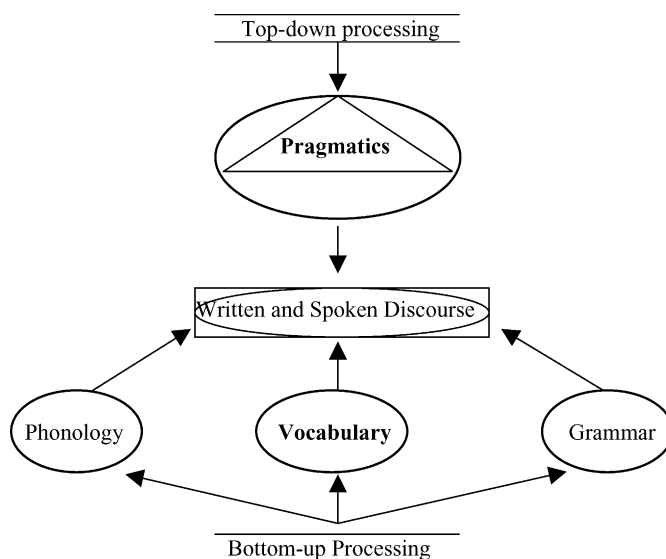 Top-down processing
Pragmatics
Written and Spoken Discourse
Phonology
Vocabulary
Grammar
Bottom-up Processing